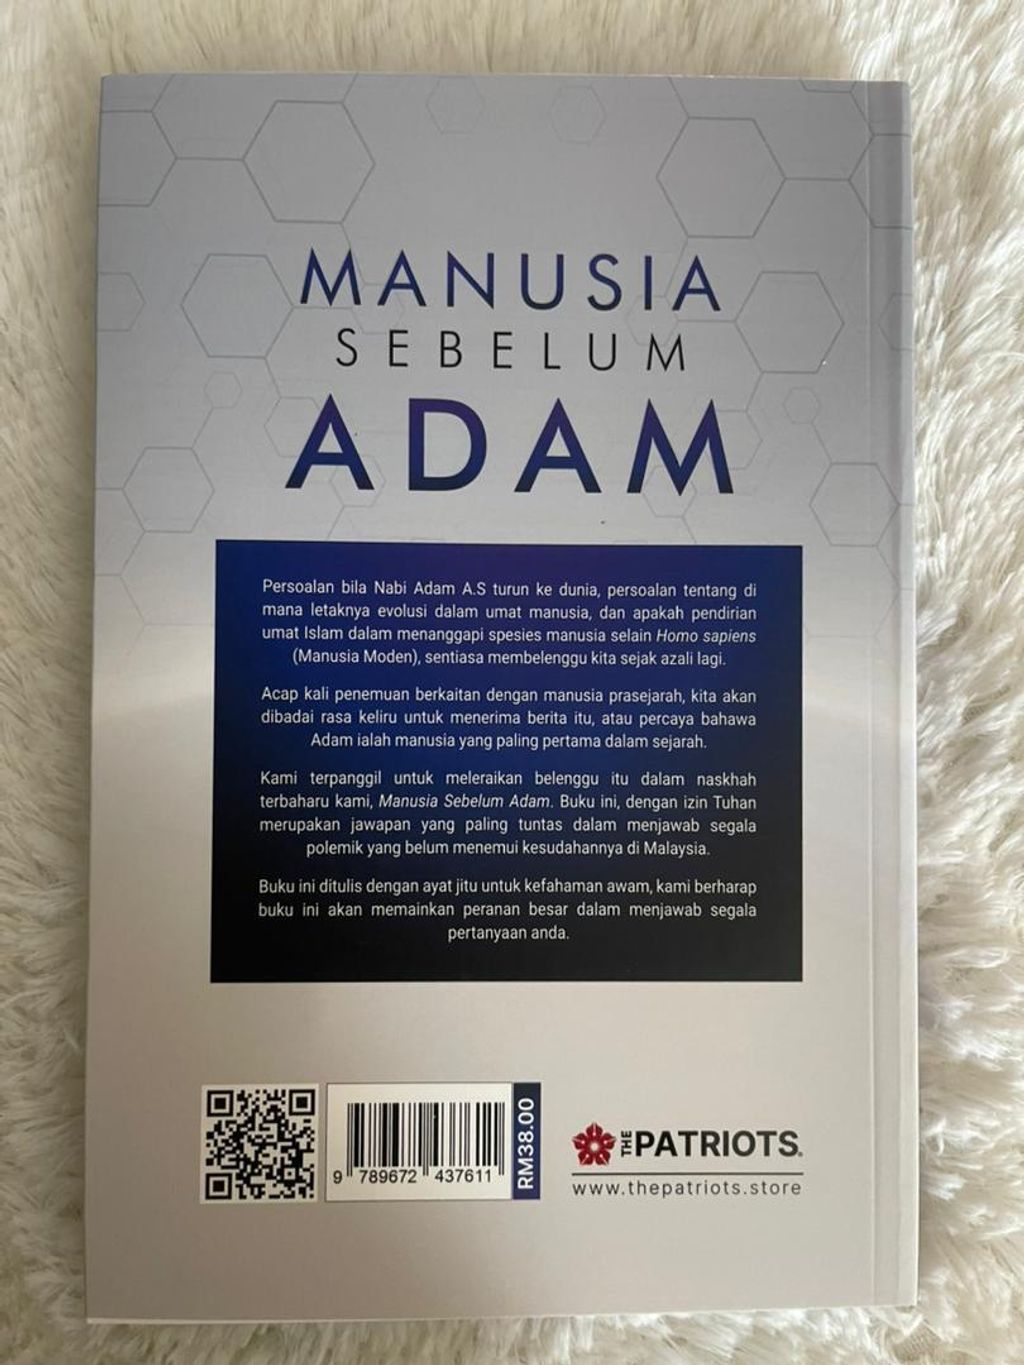 MANUSIA
SEBELUM
ADAM
Persoalan bila Nabi Adam A.S turun ke dunia, persoalan tentang di
mana letaknya evolusi dalam umat manusia, dan apakah pendirian
umat Islam dalam menanggapi spesies manusia selain Homo sapiens
(Manusia Moden), sentiasa membelenggu kita sejak azali lagi.
Acap kali penemuan berkaitan dengan manusia prasejarah, kita akan
dibadai rasa keliru untuk menerima berita itu, atau percaya bahawa
Adam ialah manusia yang paling pertama dalam sejarah.
Kami terpanggil untuk meleraikan belenggu itu dalam naskhah
terbaharu kami, Manusia Sebelum Adam. Buku ini, dengan izin Tuhan
merupakan jawapan yang paling tuntas dalam menjawab segala
polemik yang belum menemui kesudahannya di Malaysia.
Buku ini ditulis dengan ayat jitu untuk kefahaman awam, kami berharap
buku ini akan memainkan peranan besar dalam menjawab segala
pertanyaan anda.
9 789672 437611
RM38.00
THE PATRIOTS.
www.thepatriots.store